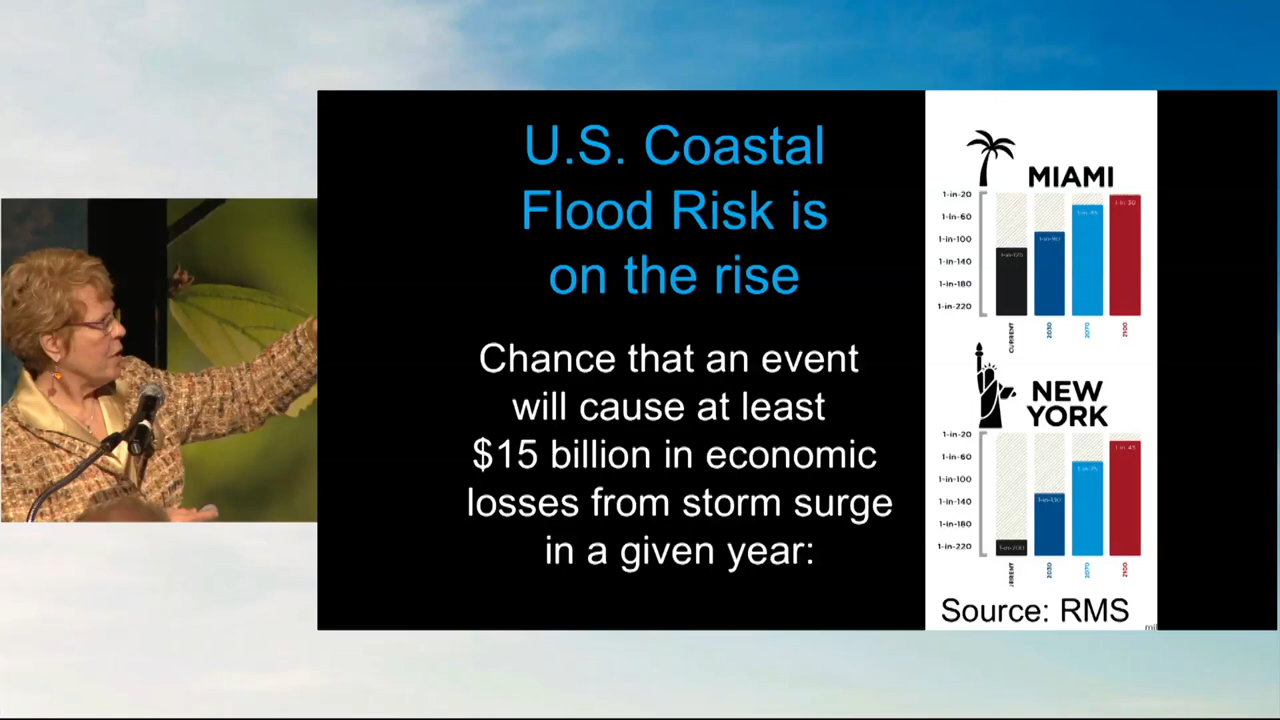 U.S. Coastal
Flood Risk is
on the rise
Chance that an event
will cause at least
$15 billion in economic
losses from storm surge
in a given year:
MIAMI
1-in-20
1-in-60
1-in-100
1-in-140
1-in-180
1-in-220
CURRENT
2030
2070
2100
NEW
YORK
1-in-20
1-in-60
1-in-100
1-in-140
1-in-180
1-in-220
2030
2070
2100
Source: RMS